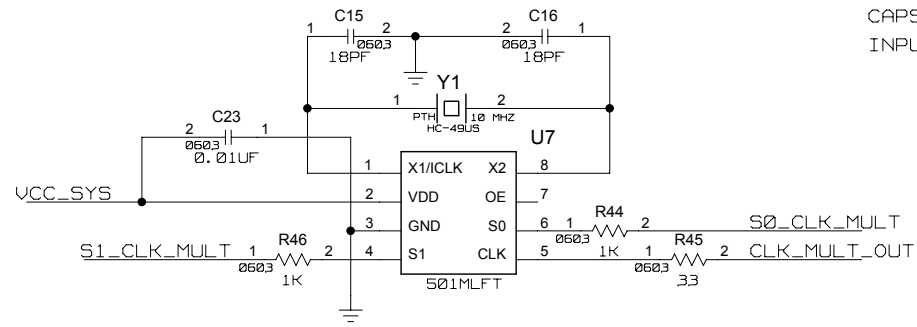 C15 C16 CAPS
1 2 2 1
0603 0603 INPU
18PF 18PF
Y1
1 2
PTH 10 MHZ
HC-49US
C23 U7
2 1
0603
0.01UF
1 X1/ICLK X2 8
VCC_SYS 2 VDD OE 7
3 GND S0 6 1 R44 2 S0_CLK_MULT
0603
1K
S1_CLK_MULT 1 R46 2 4 S1 CLK 5 1 R45 2 CLK_MULT_OUT
0603 0603
1K 33
501MLFT